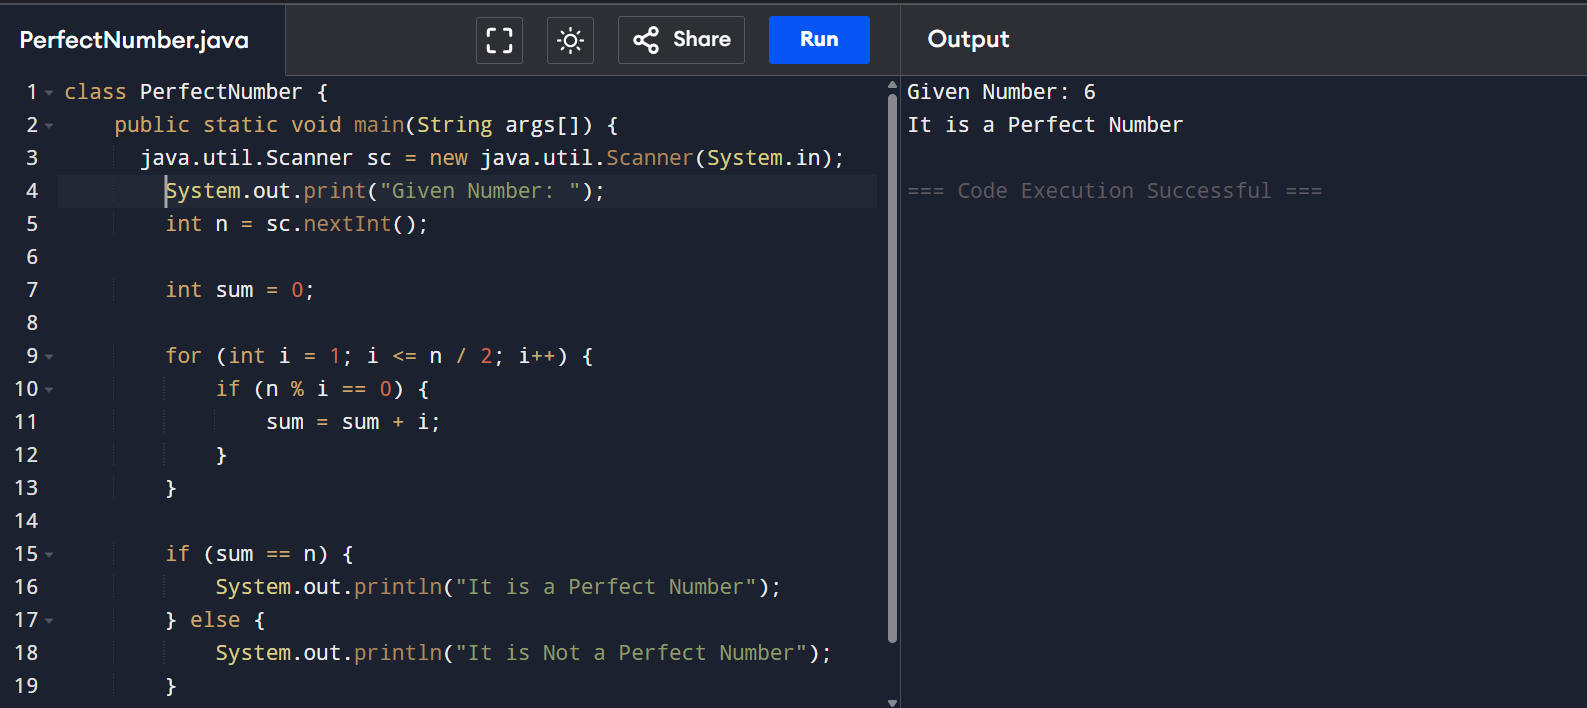 PerfectNumber.java
Share
Run
Output
1 class PerfectNumber {
2     public static void main(String args[]) {
3       java.util.Scanner sc = new java.util.Scanner(System.in);
4         System.out.print("Given Number: ");
5         int n = sc.nextInt();
6
7         int sum = 0;
8
9         for (int i = 1; i <= n / 2; i++) {
10             if (n % i == 0) {
11                 sum = sum + i;
12             }
13         }
14
15         if (sum == n) {
16             System.out.println("It is a Perfect Number");
17         } else {
18             System.out.println("It is Not a Perfect Number");
19         }
Given Number: 6
It is a Perfect Number
=== Code Execution Successful ===